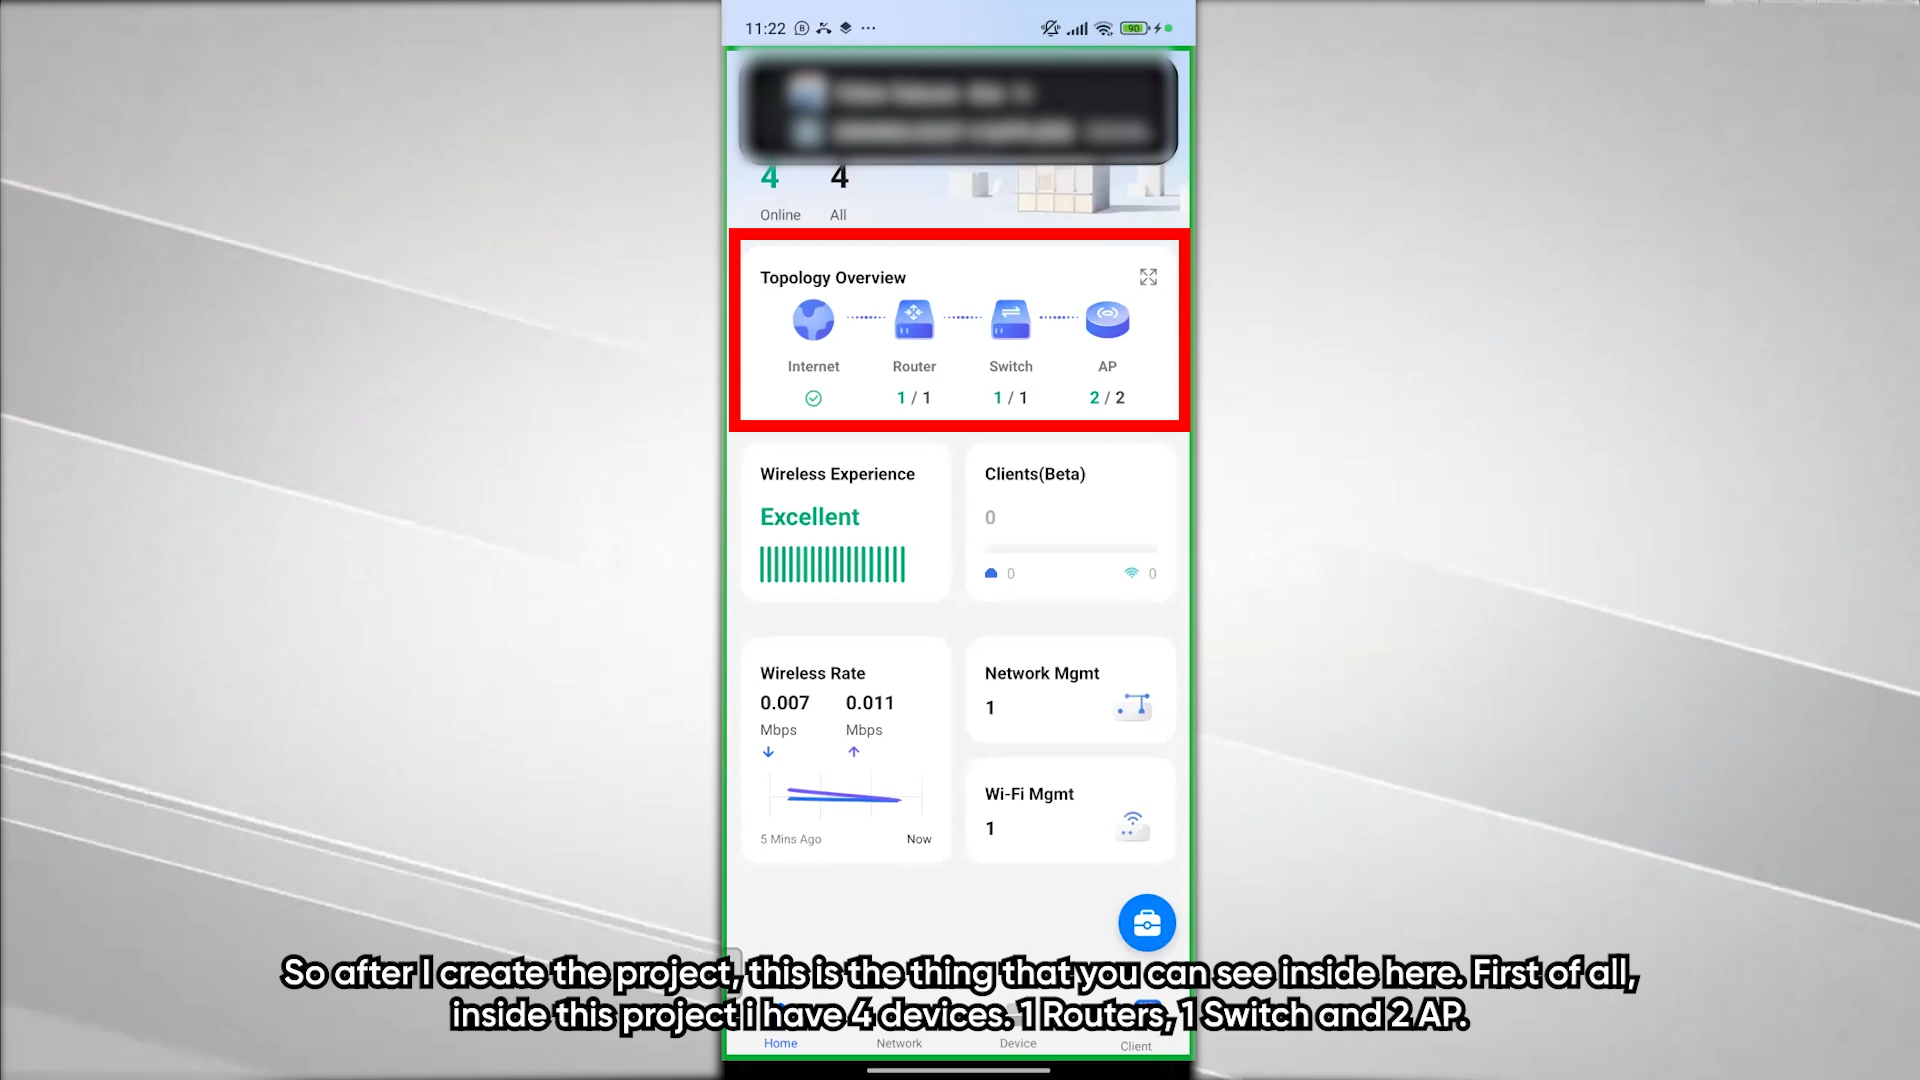 11:22
90
4 4
Online All
Topology Overview
Internet Router Switch AP
1 / 1 1 / 1 2 / 2
Wireless Experience
Excellent
Clients(Beta)
0
0 0
Wireless Rate
0.007 0.011
Mbps Mbps
5 Mins Ago Now
Network Mgmt
1
Wi-Fi Mgmt
1
So after I create the project, this is the thing that you can see inside here. First of all,
inside this project i have 4 devices. 1 Routers, 1 Switch and 2 AP.
Home Network Device Client